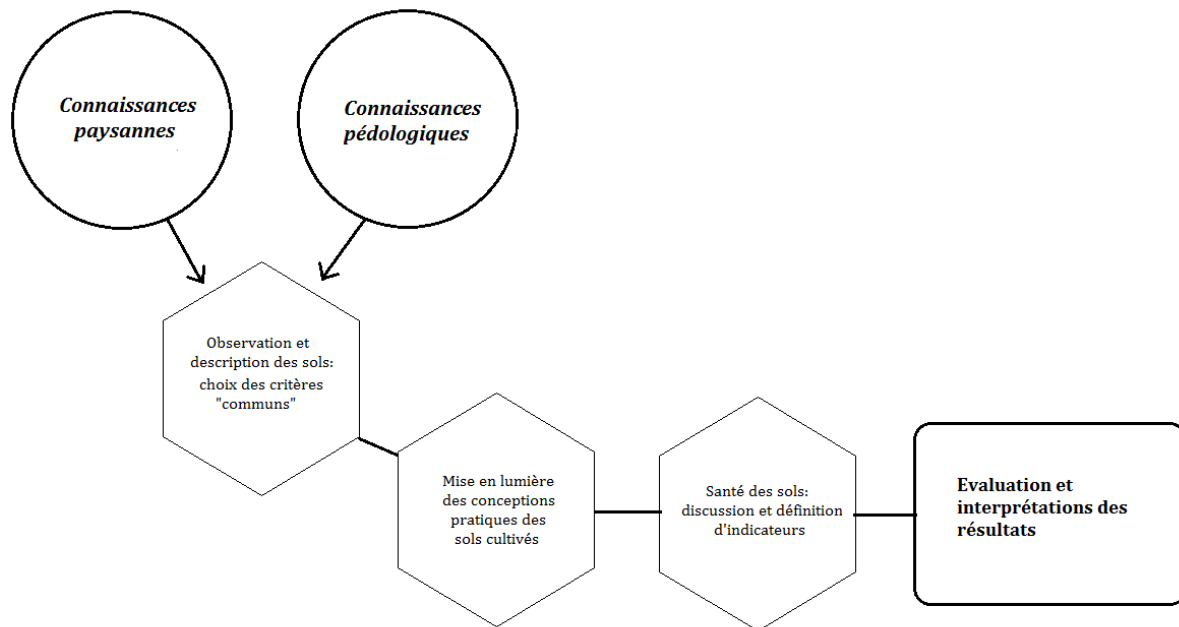 Connaissances
paysannes
Connaissances
pédologiques
Observation et
description des sols:
choix des critères
"communs"
Mise en lumière
des conceptions
pratiques des
sols cultivés
Santé des sols:
discussion et définition
d'indicateurs
Evaluation et
interprétations des
résultats